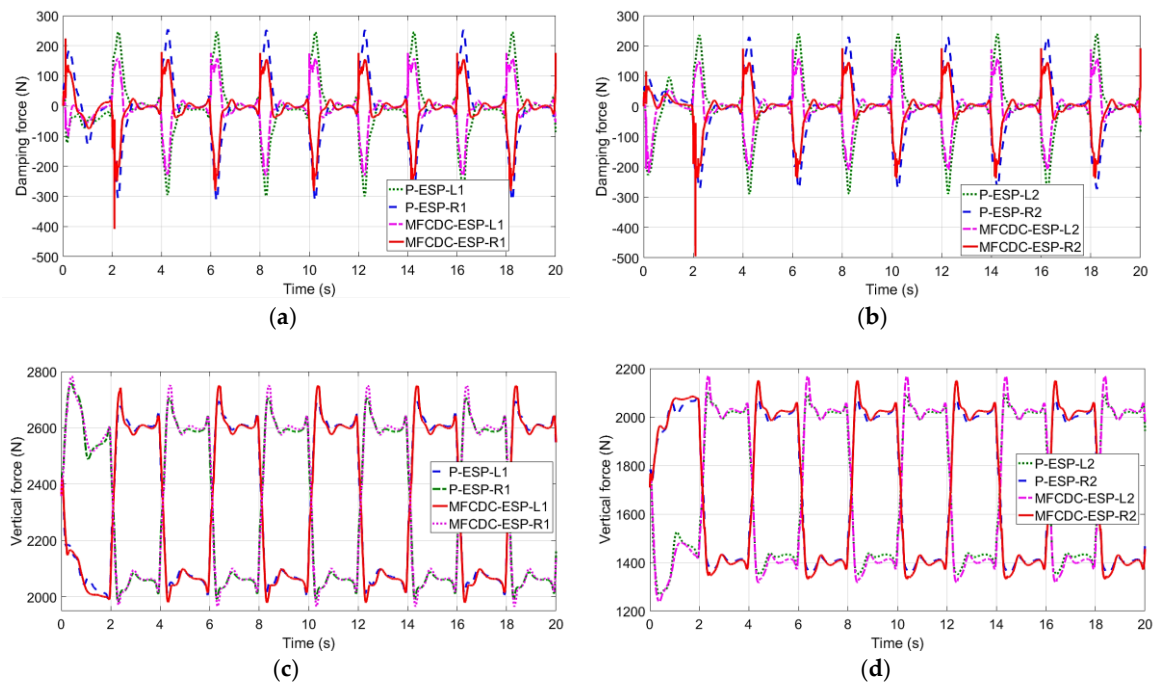 300
200
100
0
-100
-200
-300
-400
-500
Damping force (N)
P-ESP-L1
P-ESP-R1
MFCDC-ESP-L1
MFCDC-ESP-R1
0 2 4 6 8 10 12 14 16 18 20
Time (s)
(a)
300
200
100
0
-100
-200
-300
-400
-500
Damping force (N)
P-ESP-L2
P-ESP-R2
MFCDC-ESP-L2
MFCDC-ESP-R2
0 2 4 6 8 10 12 14 16 18 20
Time (s)
(b)
2800
2600
2400
2200
2000
Vertical force (N)
P-ESP-L1
P-ESP-R1
MFCDC-ESP-L1
MFCDC-ESP-R1
0 2 4 6 8 10 12 14 16 18 20
Time (s)
(c)
2200
2000
1800
1600
1400
1200
Vertical force (N)
P-ESP-L2
P-ESP-R2
MFCDC-ESP-L2
MFCDC-ESP-R2
0 2 4 6 8 10 12 14 16 18 20
Time (s)
(d)